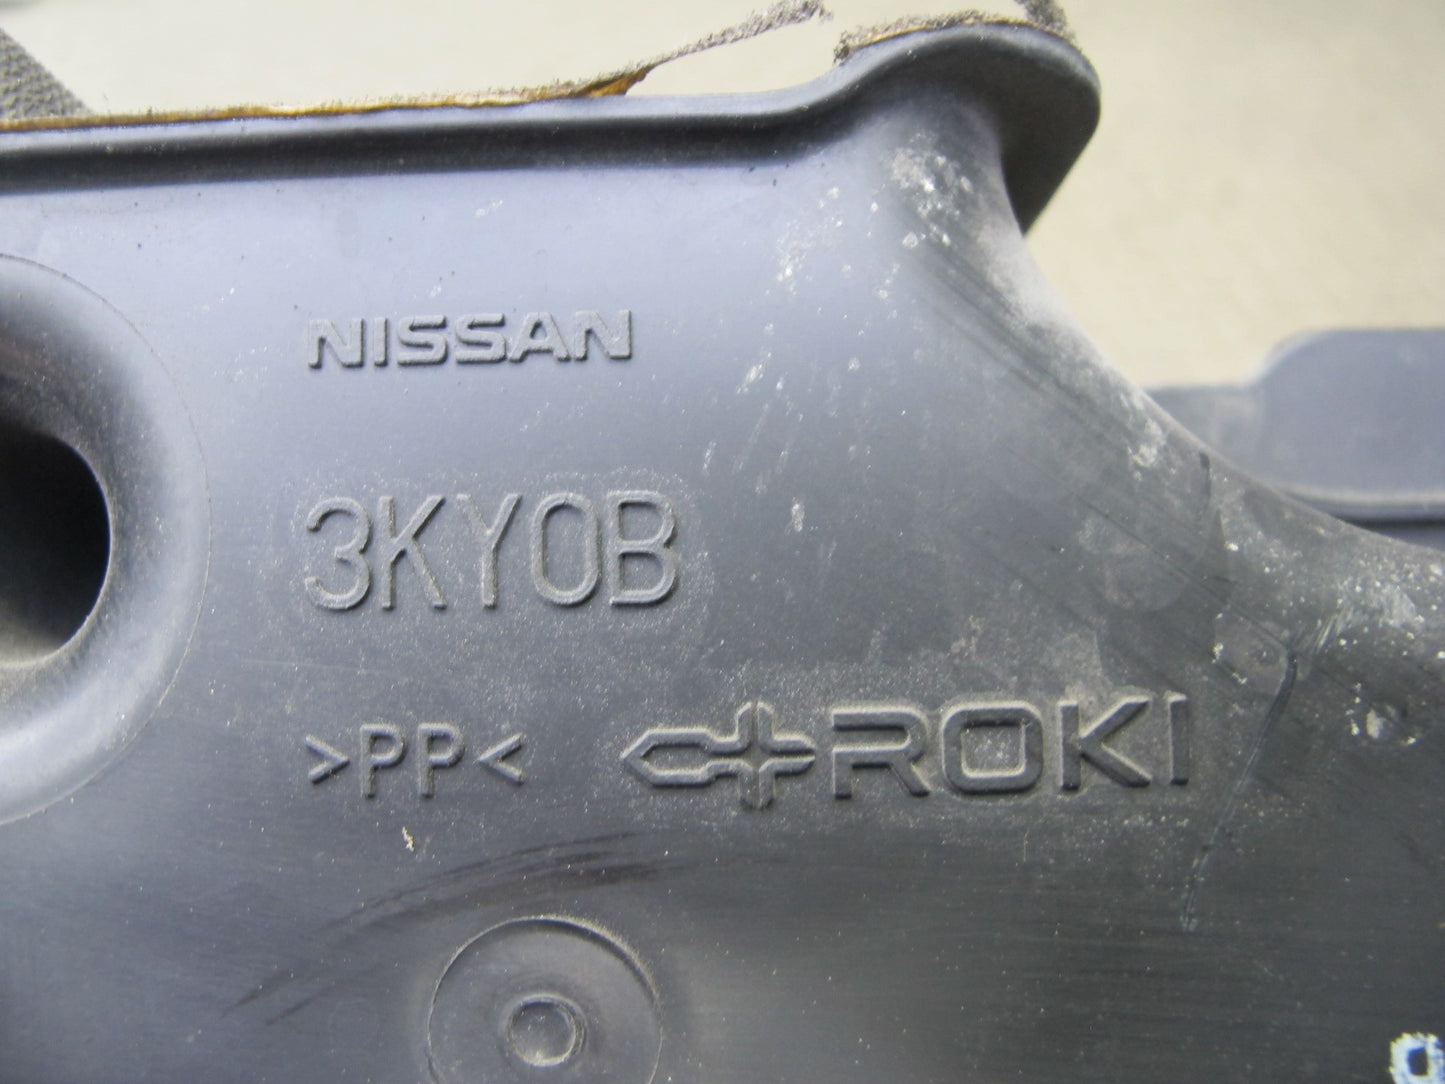 NISSAN
3KY0B
>PP< ROKI